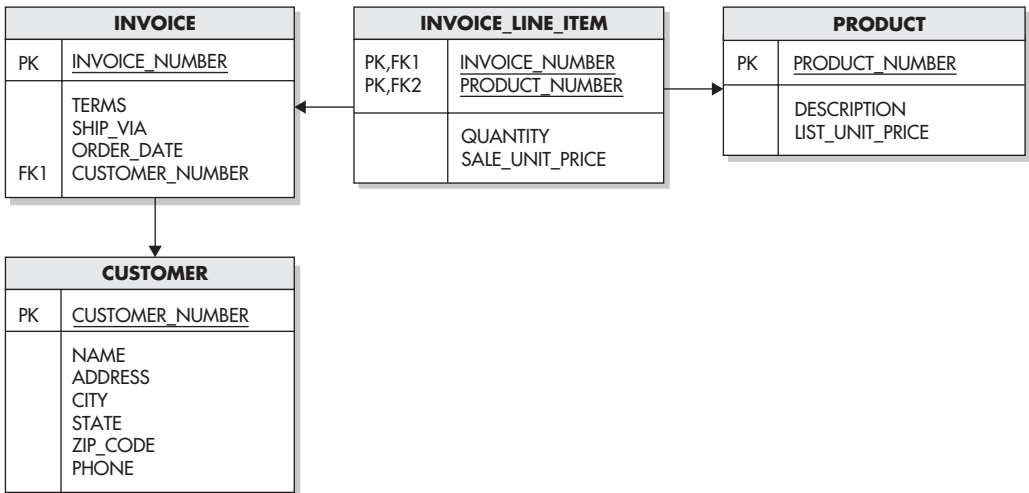 INVOICE
PK INVOICE_NUMBER
TERMS
SHIP_VIA
ORDER_DATE
FK1 CUSTOMER_NUMBER
INVOICE_LINE_ITEM
PK,FK1 INVOICE_NUMBER
PK,FK2 PRODUCT_NUMBER
QUANTITY
SALE_UNIT_PRICE
PRODUCT
PK PRODUCT_NUMBER
DESCRIPTION
LIST_UNIT_PRICE
CUSTOMER
PK CUSTOMER_NUMBER
NAME
ADDRESS
CITY
STATE
ZIP_CODE
PHONE